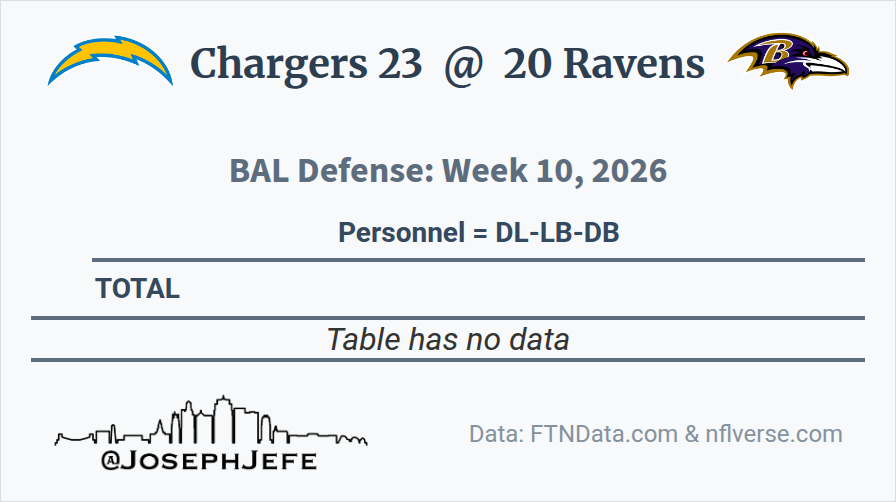 Chargers 23 @ 20 Ravens
B
BAL Defense: Week 10, 2026
Personnel = DL-LB-DB
TOTAL
Table has no data
@JOSEPHJEFE
Data: FTNData.com & nflverse.com